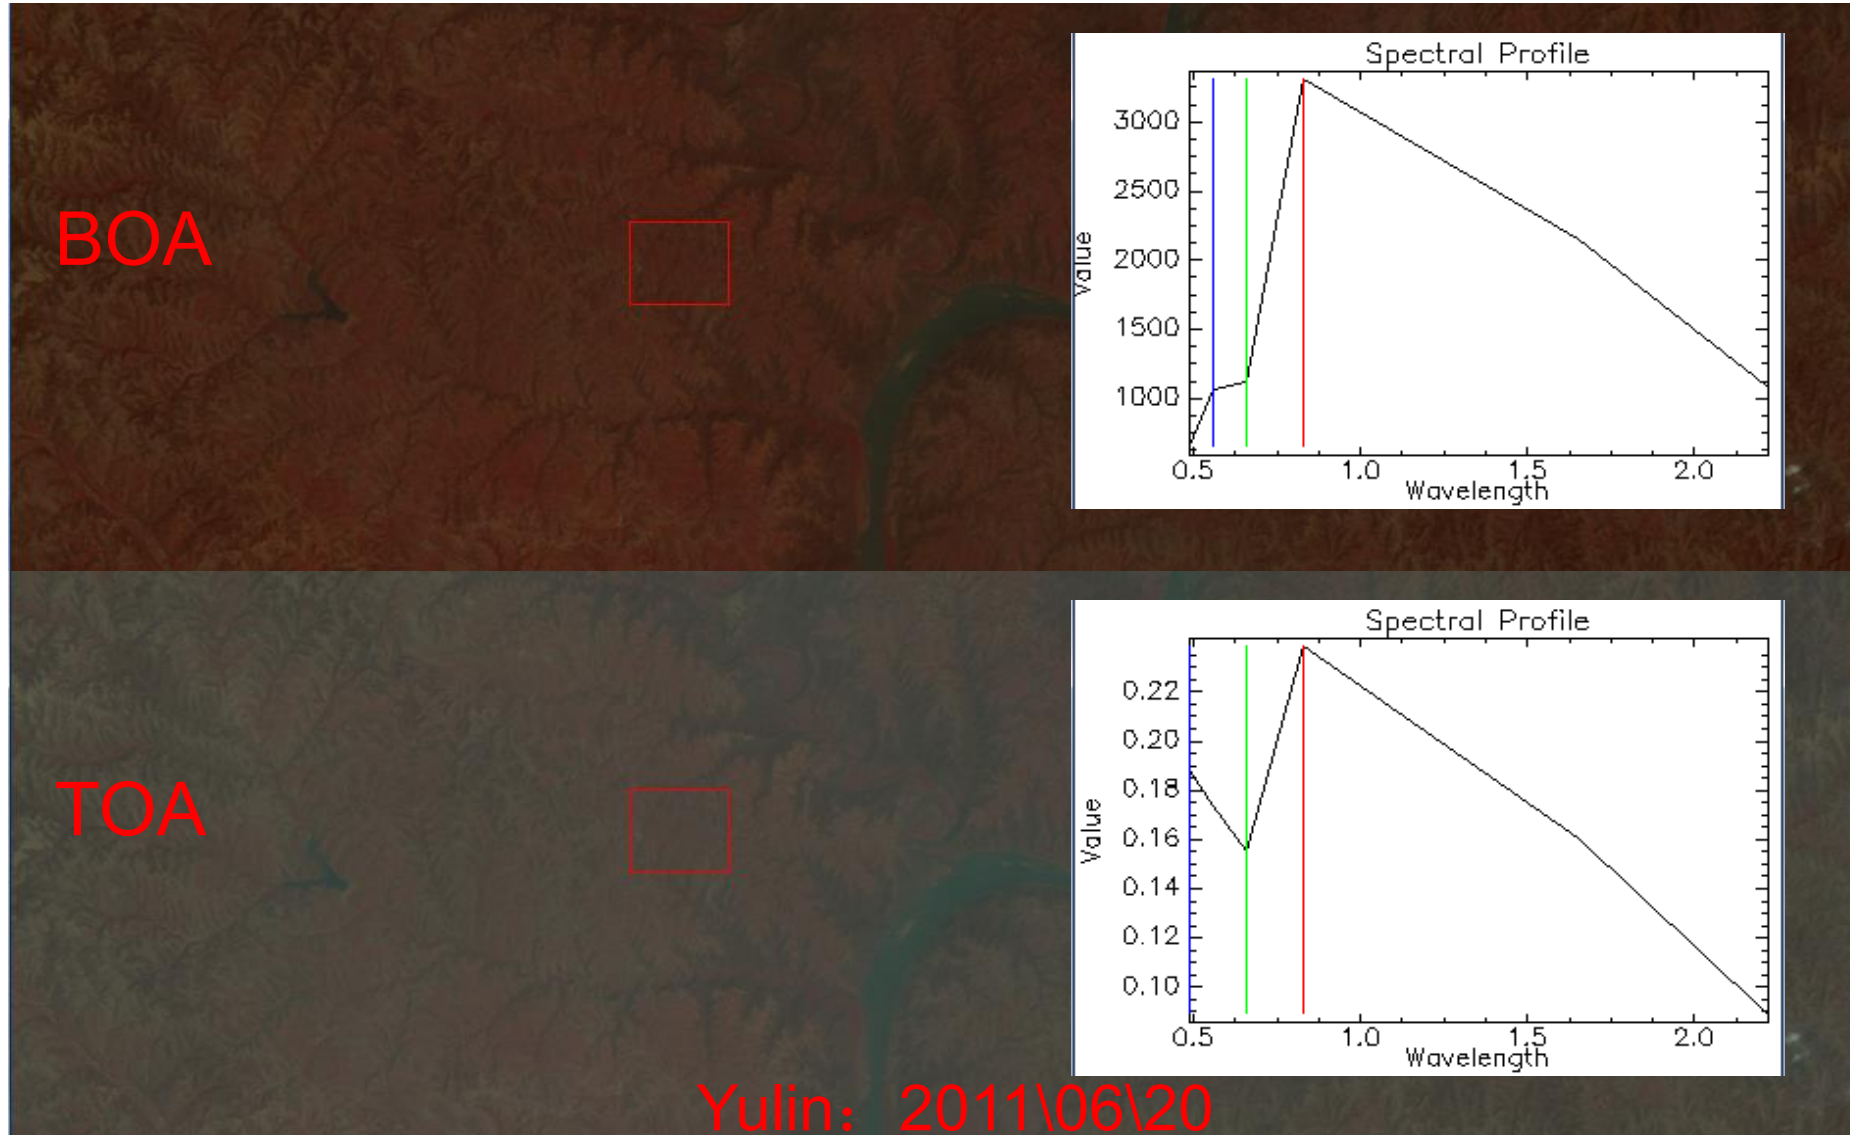 Spectral Profile
3000
2500
2000
1500
1000
Value
0.5 1.0 1.5 2.0
Wavelength
BOA
Spectral Profile
0.22
0.20
0.18
0.16
0.14
0.12
0.10
Value
0.5 1.0 1.5 2.0
Wavelength
TOA
Yulin：2011\06\20